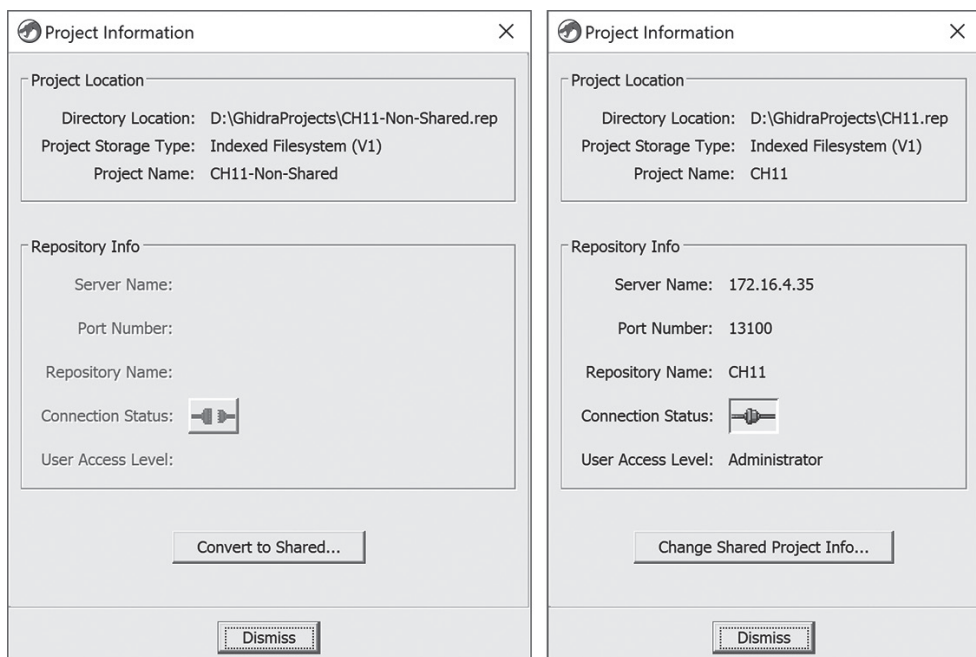 Project Information
Project Location
Directory Location: D:\GhidraProjects\CH11-Non-Shared.rep
Project Storage Type: Indexed Filesystem (V1)
Project Name: CH11-Non-Shared
Repository Info
Server Name:
Port Number:
Repository Name:
Connection Status:
User Access Level:
Convert to Shared...
Dismiss
Project Information
Project Location
Directory Location: D:\GhidraProjects\CH11.rep
Project Storage Type: Indexed Filesystem (V1)
Project Name: CH11
Repository Info
Server Name: 172.16.4.35
Port Number: 13100
Repository Name: CH11
Connection Status:
User Access Level: Administrator
Change Shared Project Info...
Dismiss